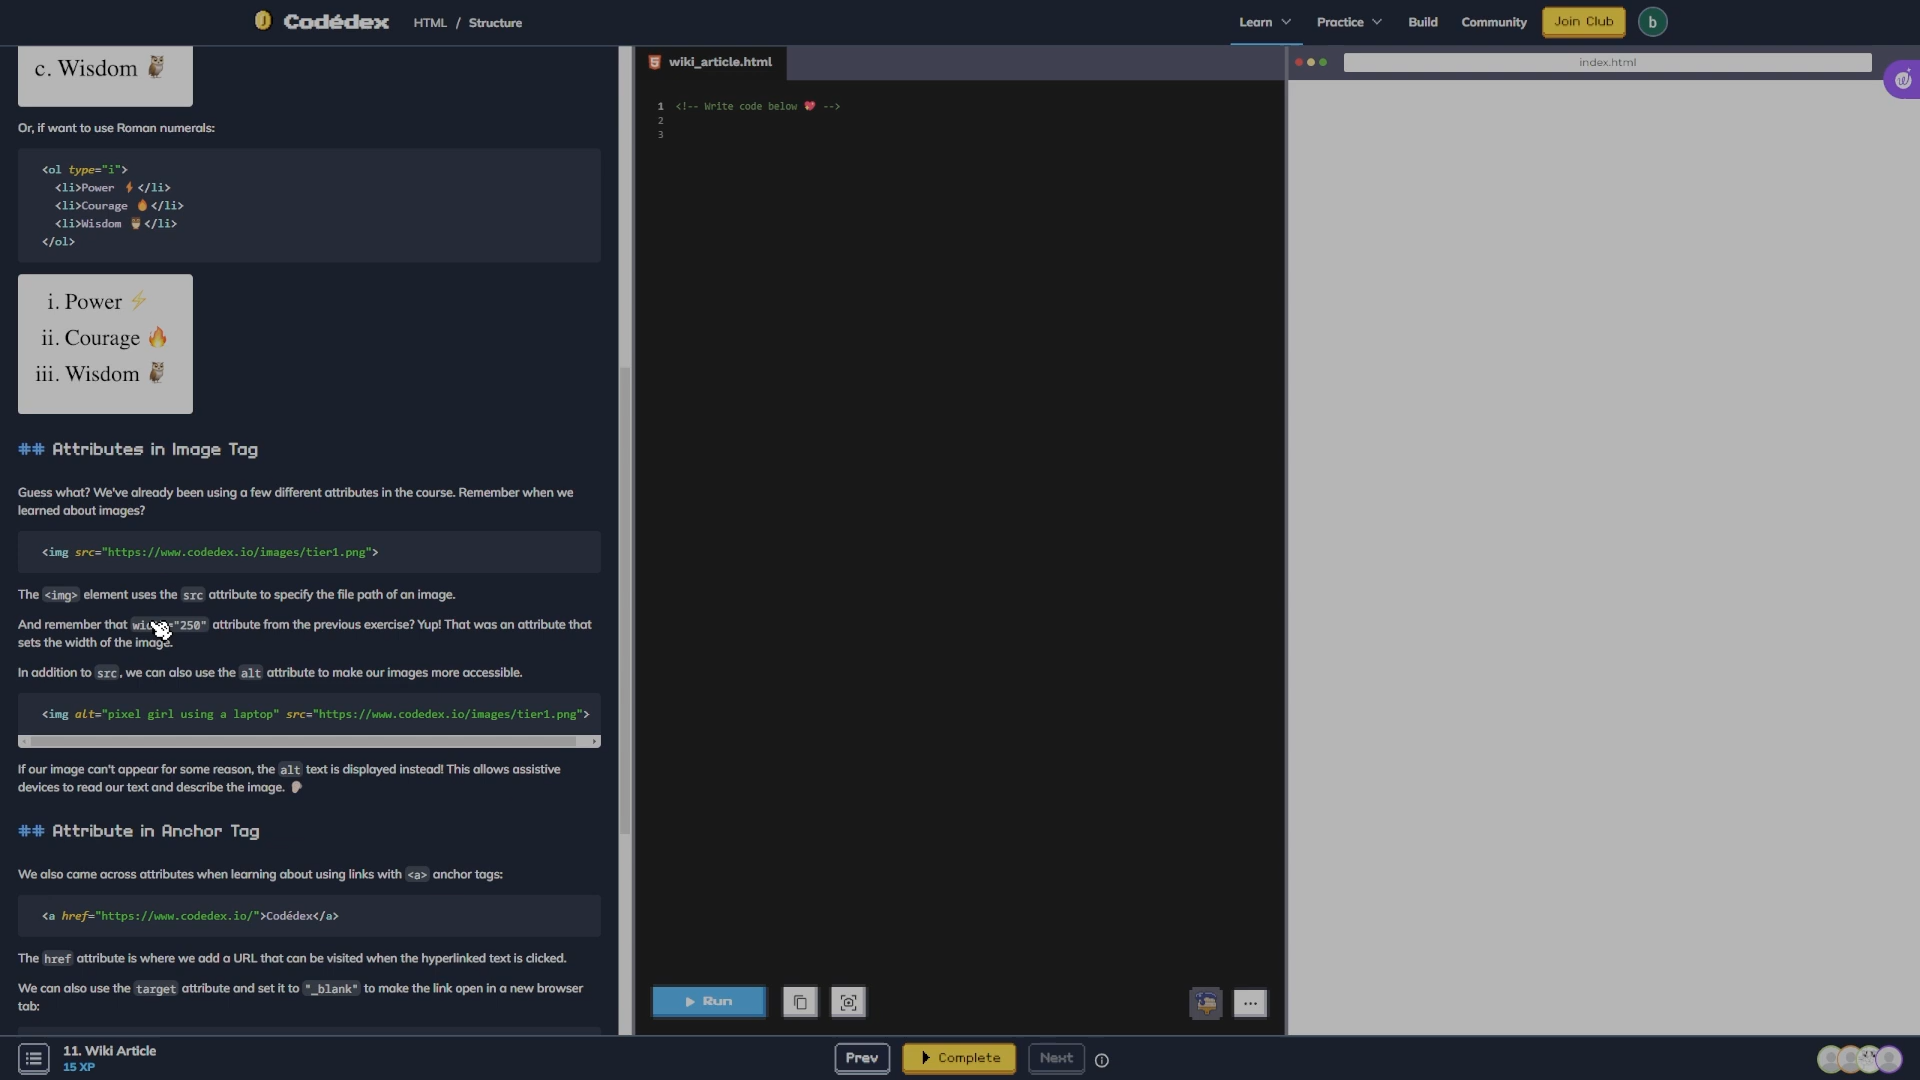 Codédex HTML / Structure Learn Practice Build Community Join Club b
c. Wisdom
Or, if want to use Roman numerals:
<ol type="i">
<li>Power ⚡</li>
<li>Courage 🔥</li>
<li>Wisdom 🦉</li>
</ol>
i. Power ⚡
ii. Courage 🔥
iii. Wisdom 🦉
## Attributes in Image Tag
Guess what? We've already been using a few different attributes in the course. Remember when we
learned about images?
<img src="https://www.codedex.io/images/tier1.png">
The <img> element uses the src attribute to specify the file path of an image.
And remember that "250" attribute from the previous exercise? Yup! That was an attribute that
sets the width of the image.
In addition to src, we can also use the alt attribute to make our images more accessible.
<img alt="pixel girl using a laptop" src="https://www.codedex.io/images/tier1.png">
If our image can't appear for some reason, the alt text is displayed instead! This allows assistive
devices to read our text and describe the image.
## Attribute in Anchor Tag
We also came across attributes when learning about using links with <a> anchor tags:
<a href="https://www.codedex.io/">Codédex</a>
The href attribute is where we add a URL that can be visited when the hyperlinked text is clicked.
We can also use the target attribute and set it to "_blank" to make the link open in a new browser
tab:
wiki_article.html
1 <!-- Write code below 💖 -->
2
3
Run
index.html
11. Wiki Article
15 XP
Prev Complete Next